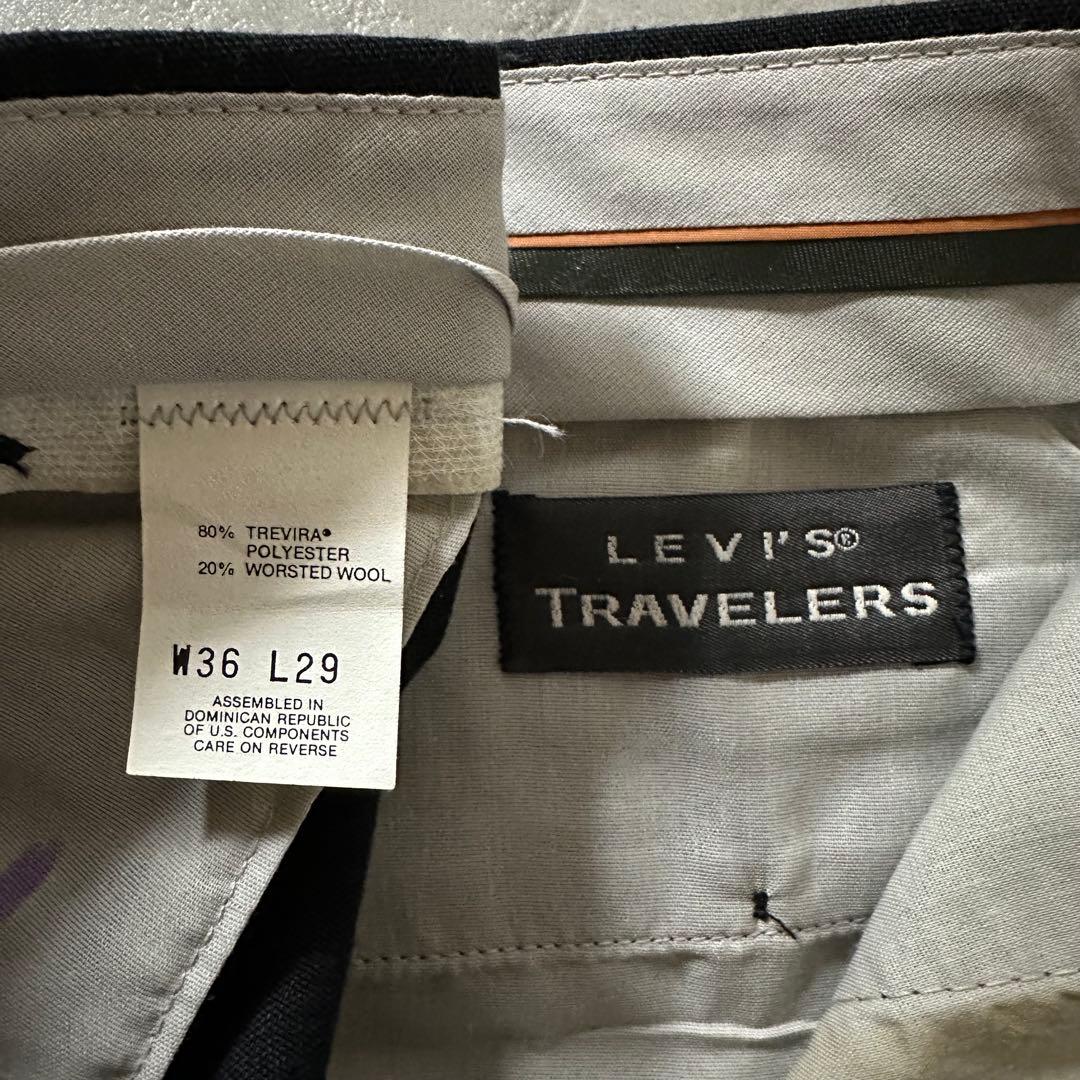 80% TREVIRA®
POLYESTER
20% WORSTED WOOL
W36 L29
ASSEMBLED IN
DOMINICAN REPUBLIC
OF U.S. COMPONENTS
CARE ON REVERSE
LEVI'S®
TRAVELERS